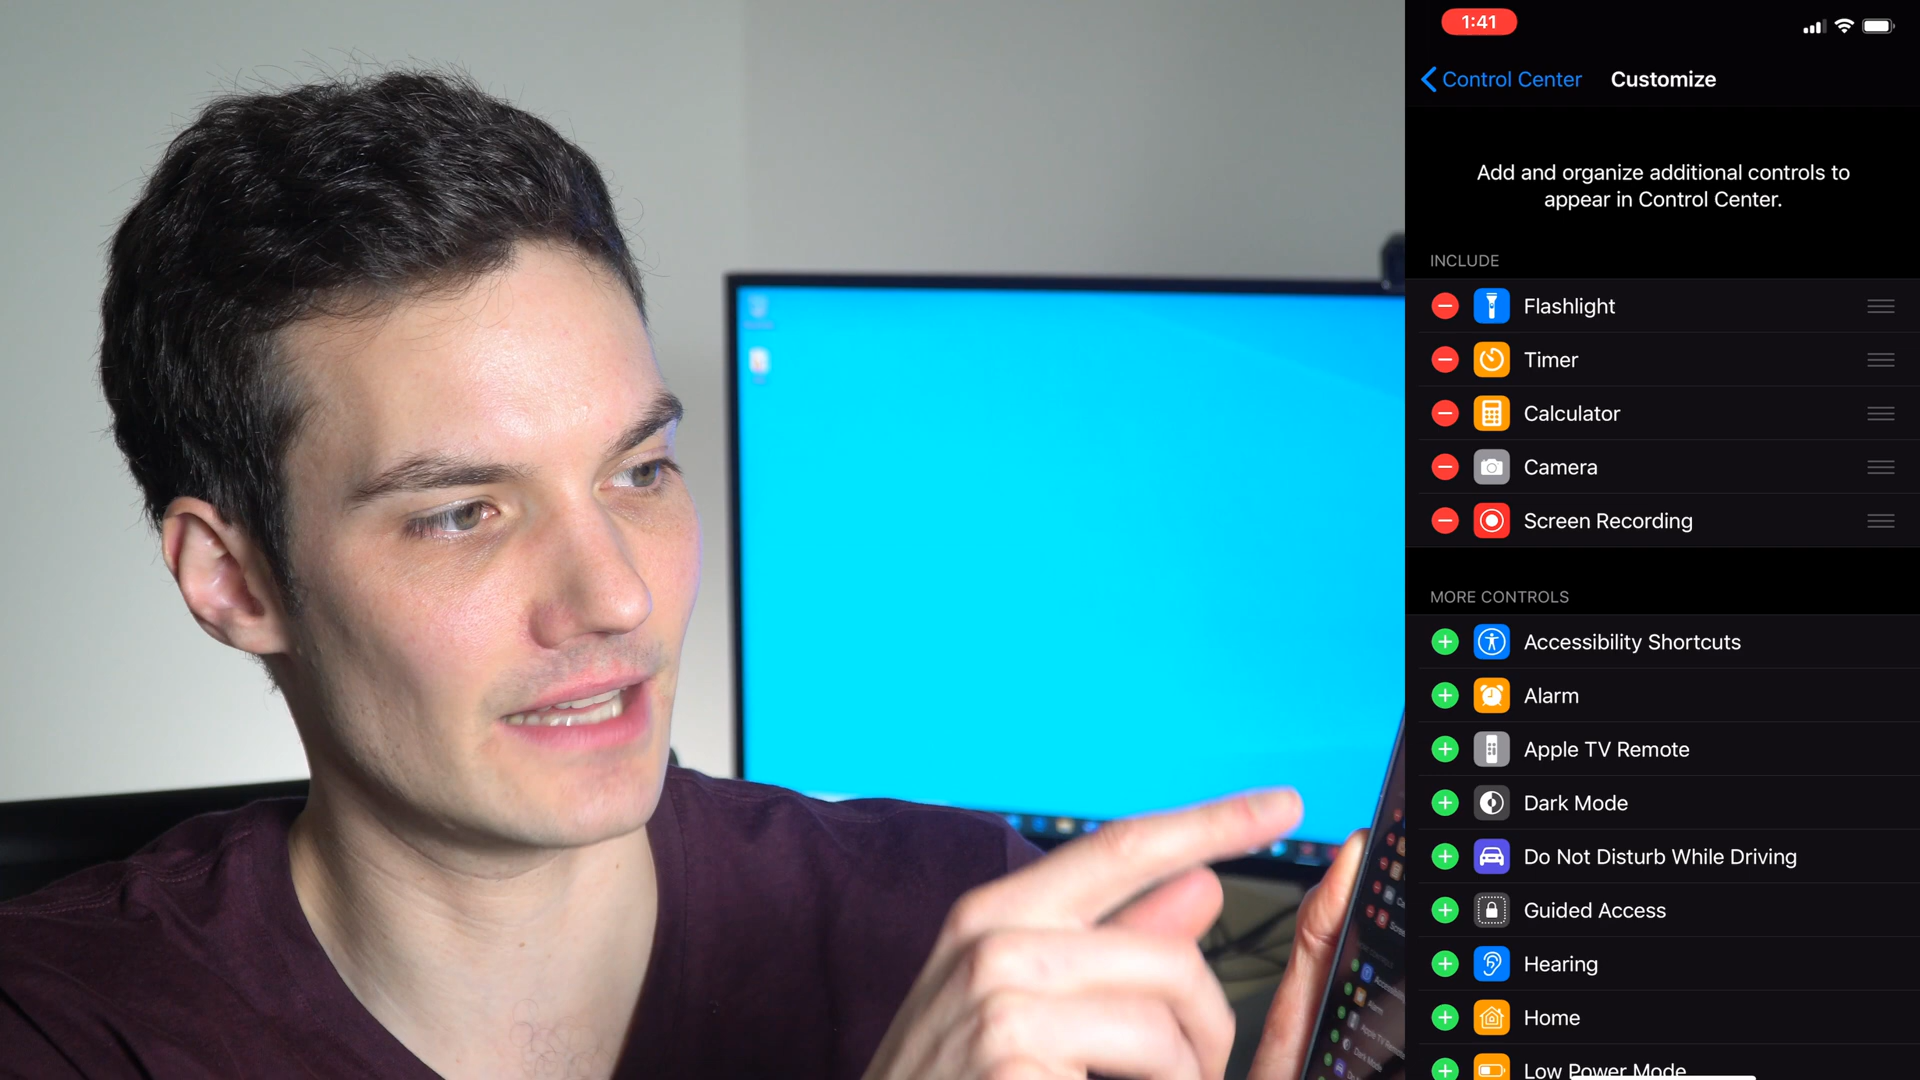 1:41
Control Center
Customize
Add and organize additional controls to
appear in Control Center.
INCLUDE
Flashlight
Timer
Calculator
Camera
Screen Recording
MORE CONTROLS
Accessibility Shortcuts
Alarm
Apple TV Remote
Dark Mode
Do Not Disturb While Driving
Guided Access
Hearing
Home
Low Power Mode